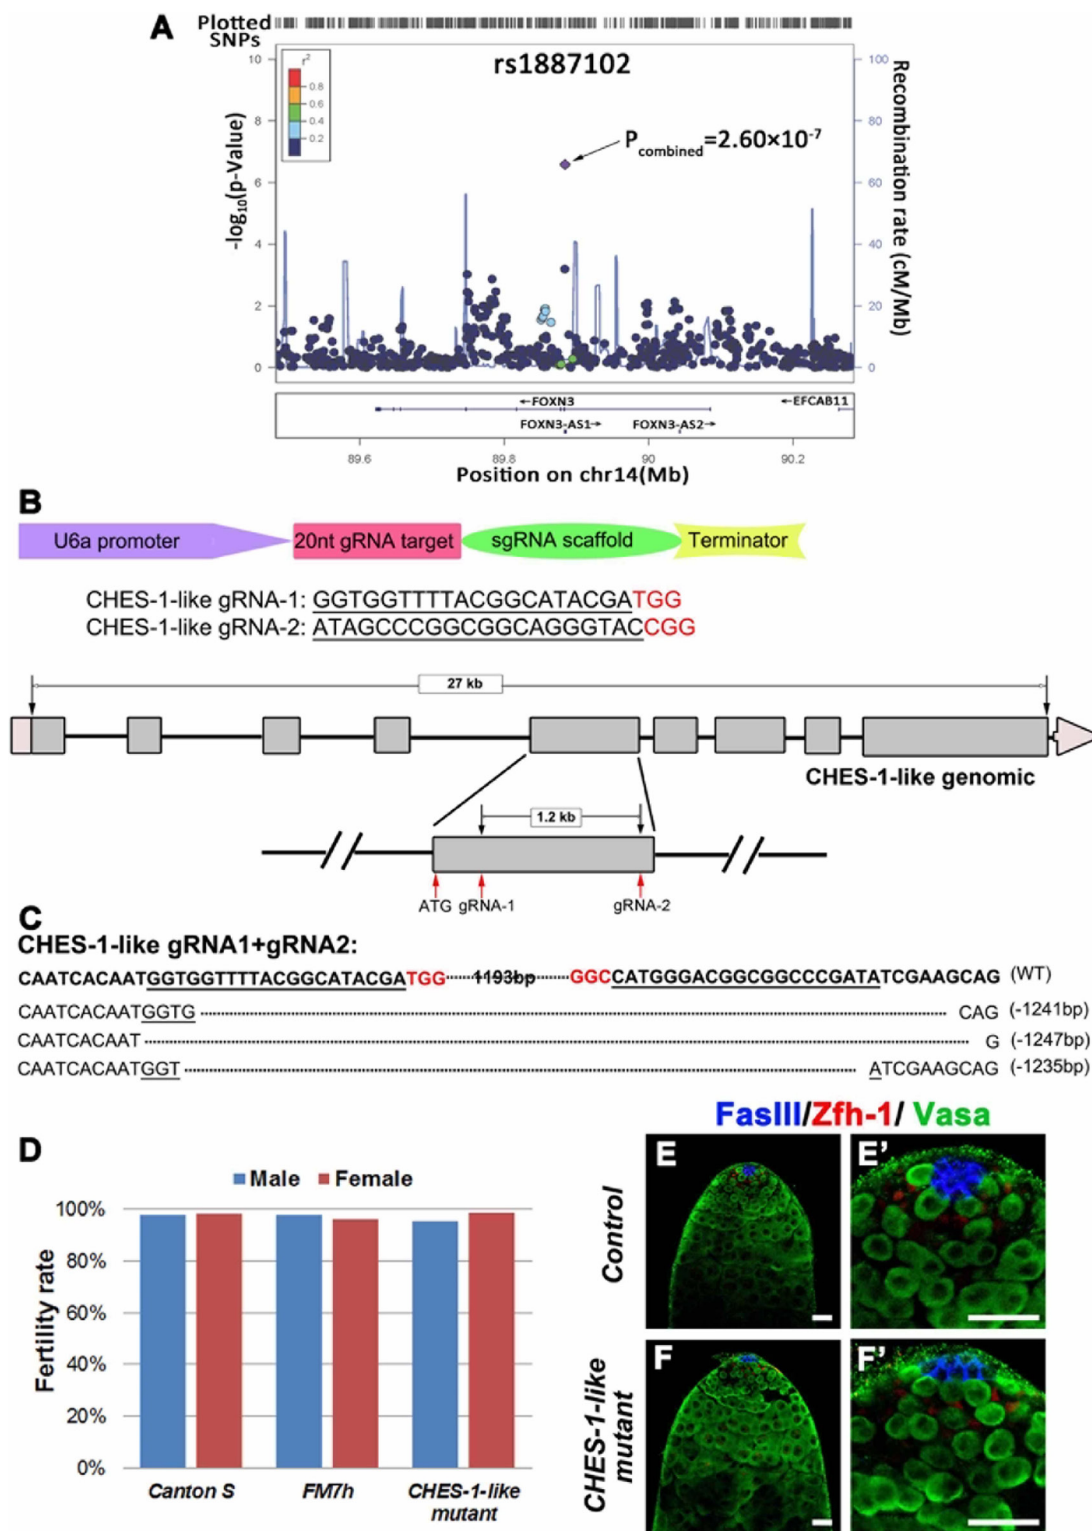 A
Plotted
SNPs
rs1887102
r²
0.8
0.6
0.4
0.2
P combined=2.60×10⁻⁷
-log10(p-Value)
10
8
6
4
2
0
Recombination rate (cM/Mb)
100
80
60
40
20
0
←FOXN3
←EFCAB11
FOXN3-AS1→
FOXN3-AS2→
89.6
89.8
90
90.2
Position on chr14(Mb)
B
U6a promoter
20nt gRNA target
sgRNA scaffold
Terminator
CHES-1-like gRNA-1: GGTGGTTTTACGGCATACGATGG
CHES-1-like gRNA-2: ATAGCCCGGCGGCAGGGTACCGG
27 kb
CHES-1-like genomic
1.2 kb
ATG
gRNA-1
gRNA-2
C
CHES-1-like gRNA1+gRNA2:
CAATCACAATGGTGGTTTTACGGCATACGATGG 1193bp GGCCATGGGACGGCGGCCCGATATCGAAGCAG (WT)
CAATCACAATGGTG CAG (-1241bp)
CAATCACAAT G (-1247bp)
CAATCACAATGGT ATCGAAGCAG (-1235bp)
D
Male
Female
Fertility rate
100%
80%
60%
40%
20%
0%
Canton S
FM7h
CHES-1-like
mutant
FasIII/Zfh-1/ Vasa
Control
E
E'
CHES-1-like
mutant
F
F'